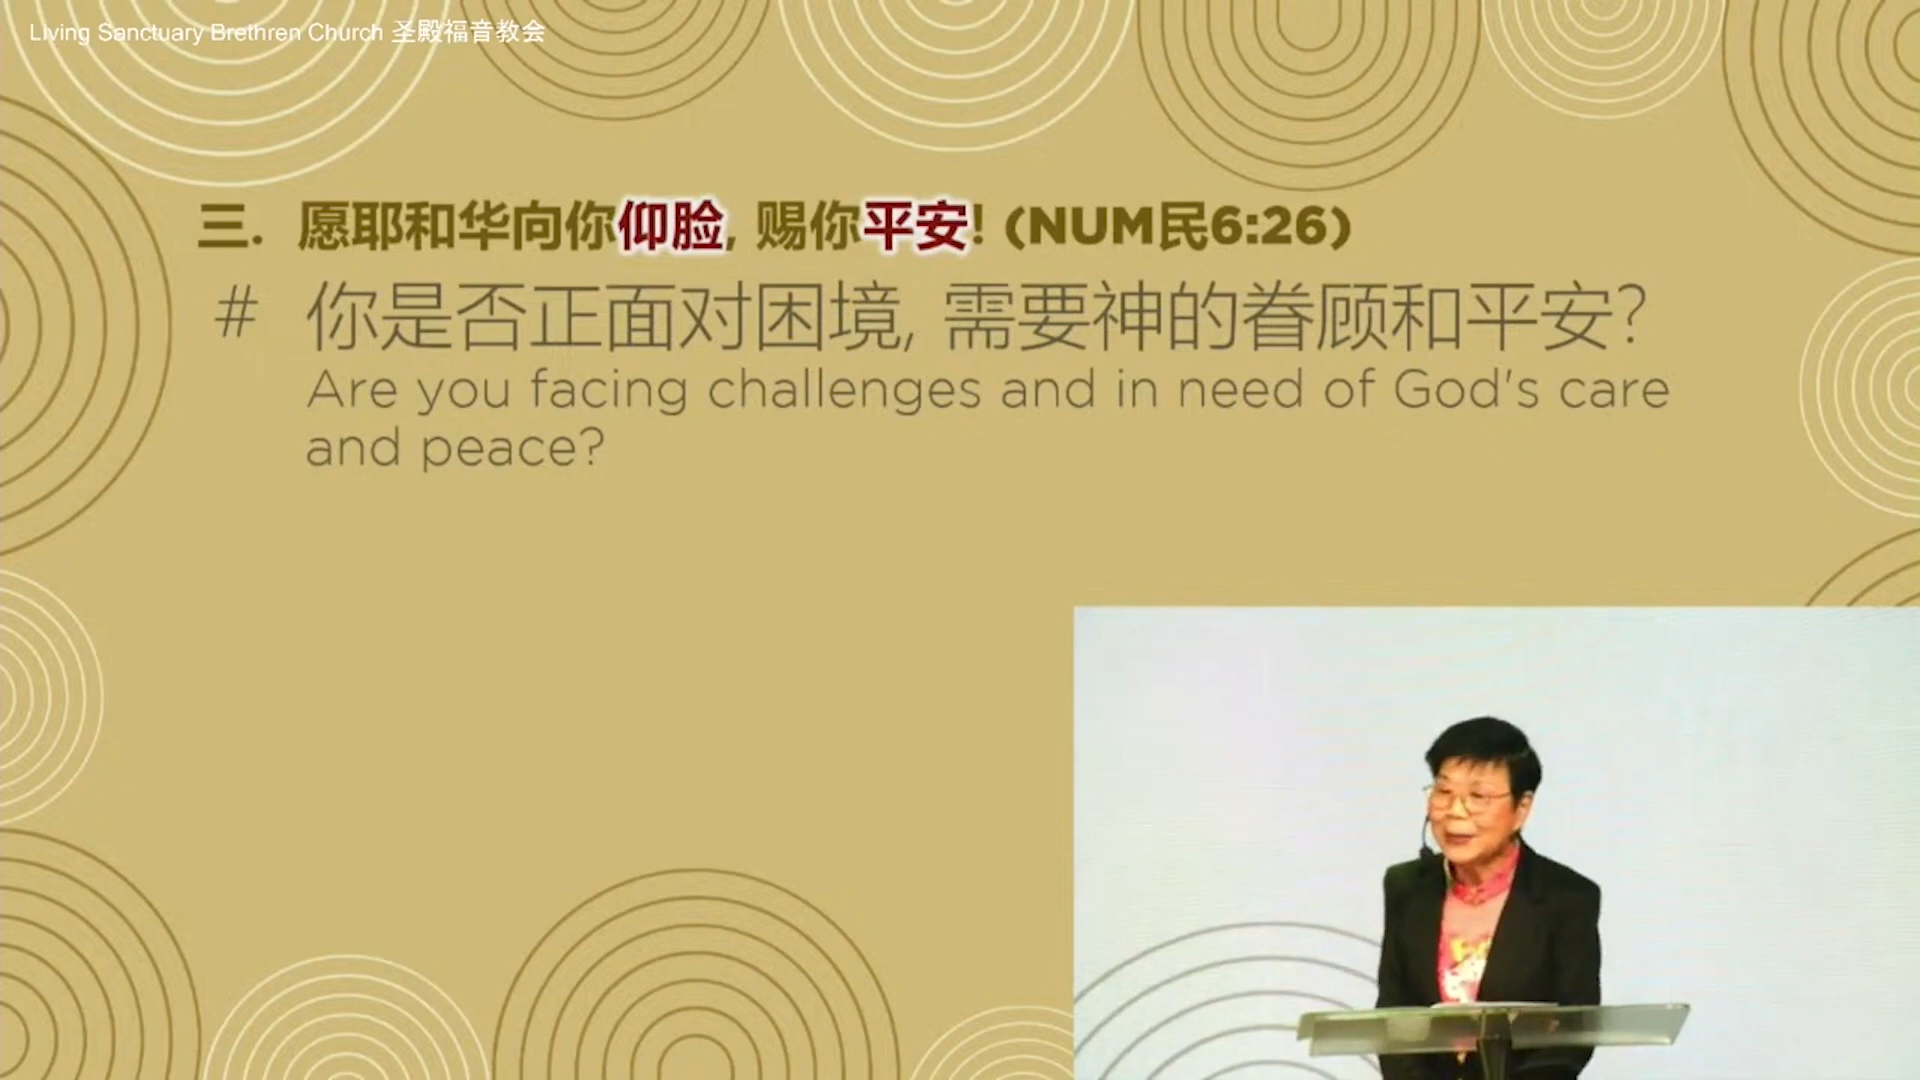 Living Sanctuary Brethren Church 圣殿福音教会
三. 愿耶和华向你仰脸, 赐你平安! (NUM民6:26)
# 你是否正面对困境, 需要神的眷顾和平安?
Are you facing challenges and in need of God's care
and peace?